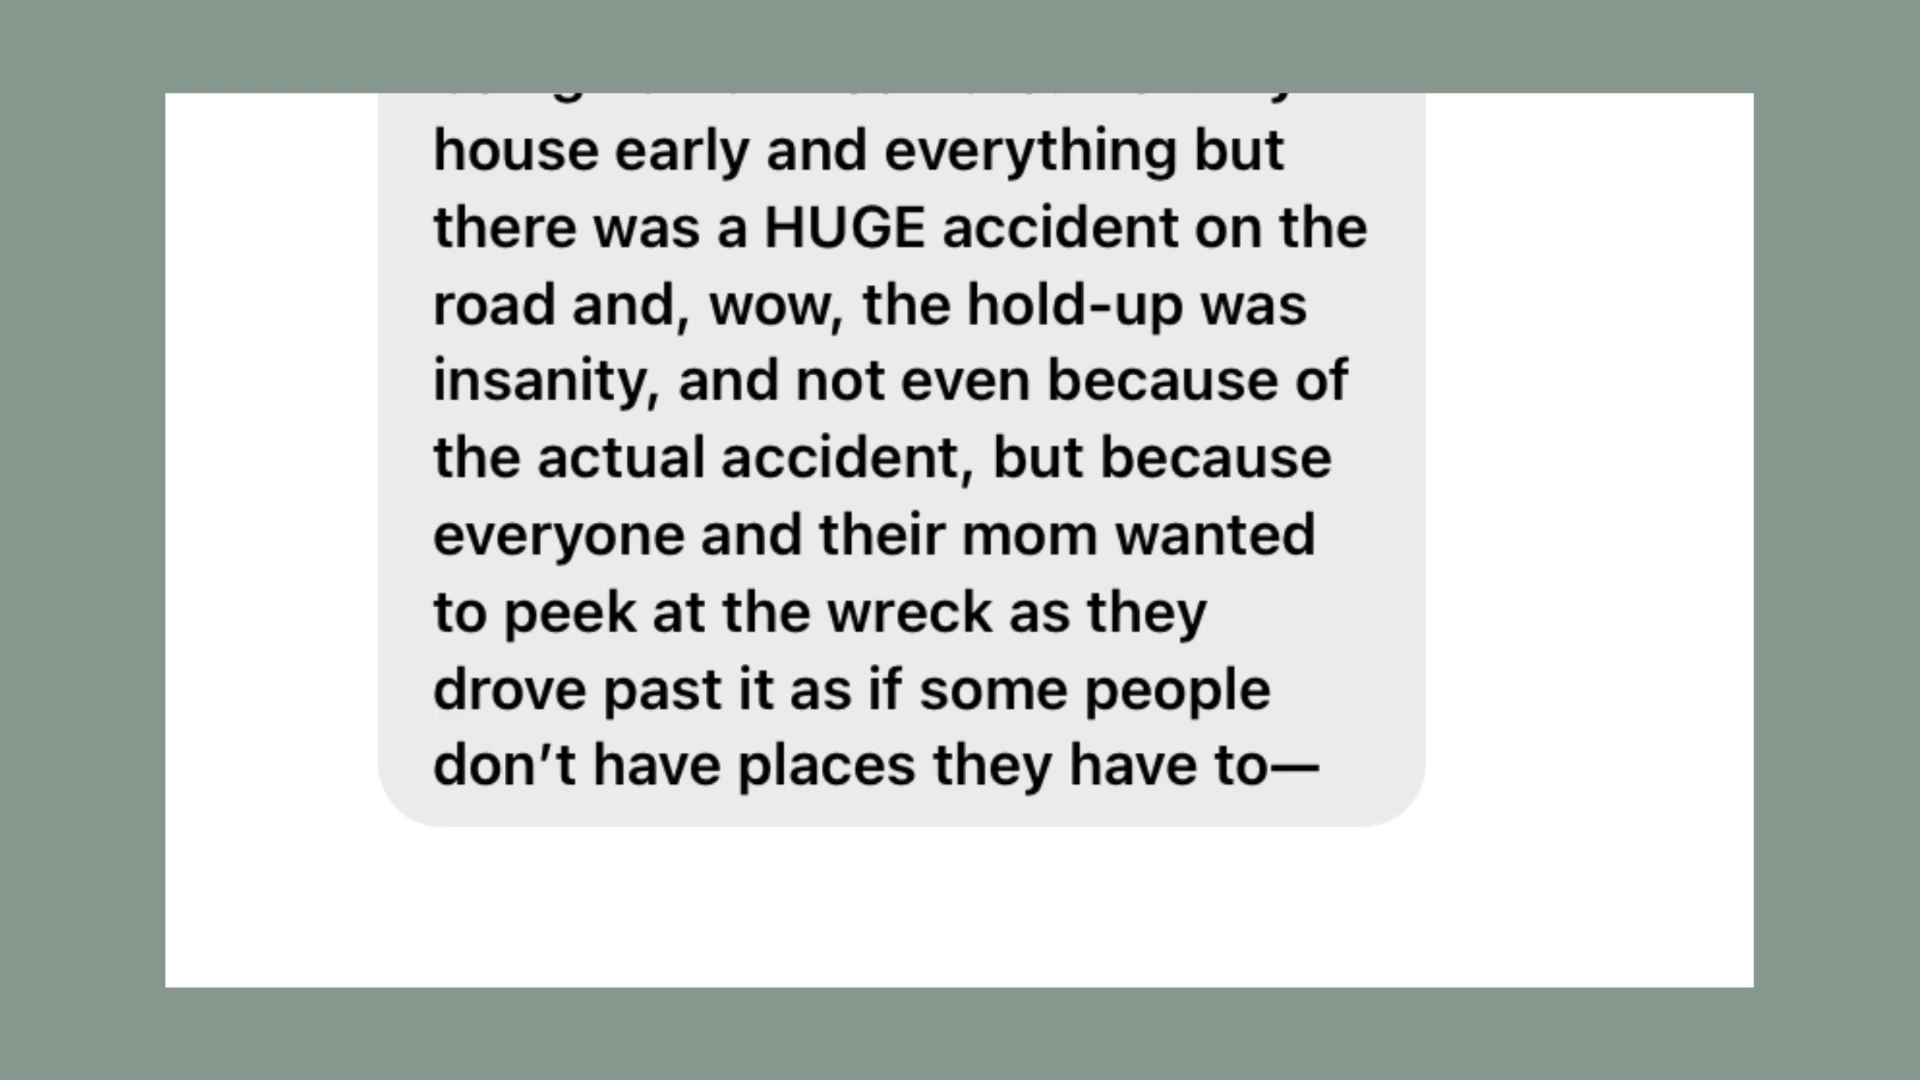 house early and everything but
there was a HUGE accident on the
road and, wow, the hold-up was
insanity, and not even because of
the actual accident, but because
everyone and their mom wanted
to peek at the wreck as they
drove past it as if some people
don’t have places they have to—